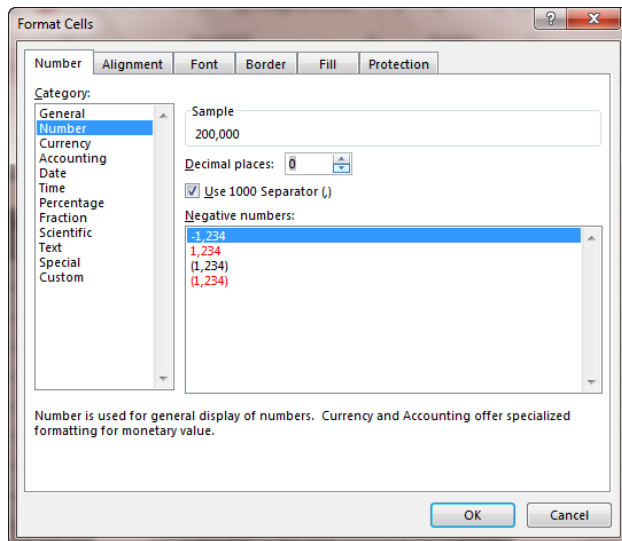 Format Cells
Number Alignment Font Border Fill Protection
Category:
General
Number
Currency
Accounting
Date
Time
Percentage
Fraction
Scientific
Text
Special
Custom
Sample
200,000
Decimal places: 0
Use 1000 Separator (,)
Negative numbers:
-1,234
1,234
(1,234)
(1,234)
Number is used for general display of numbers. Currency and Accounting offer specialized
formatting for monetary value.
OK Cancel